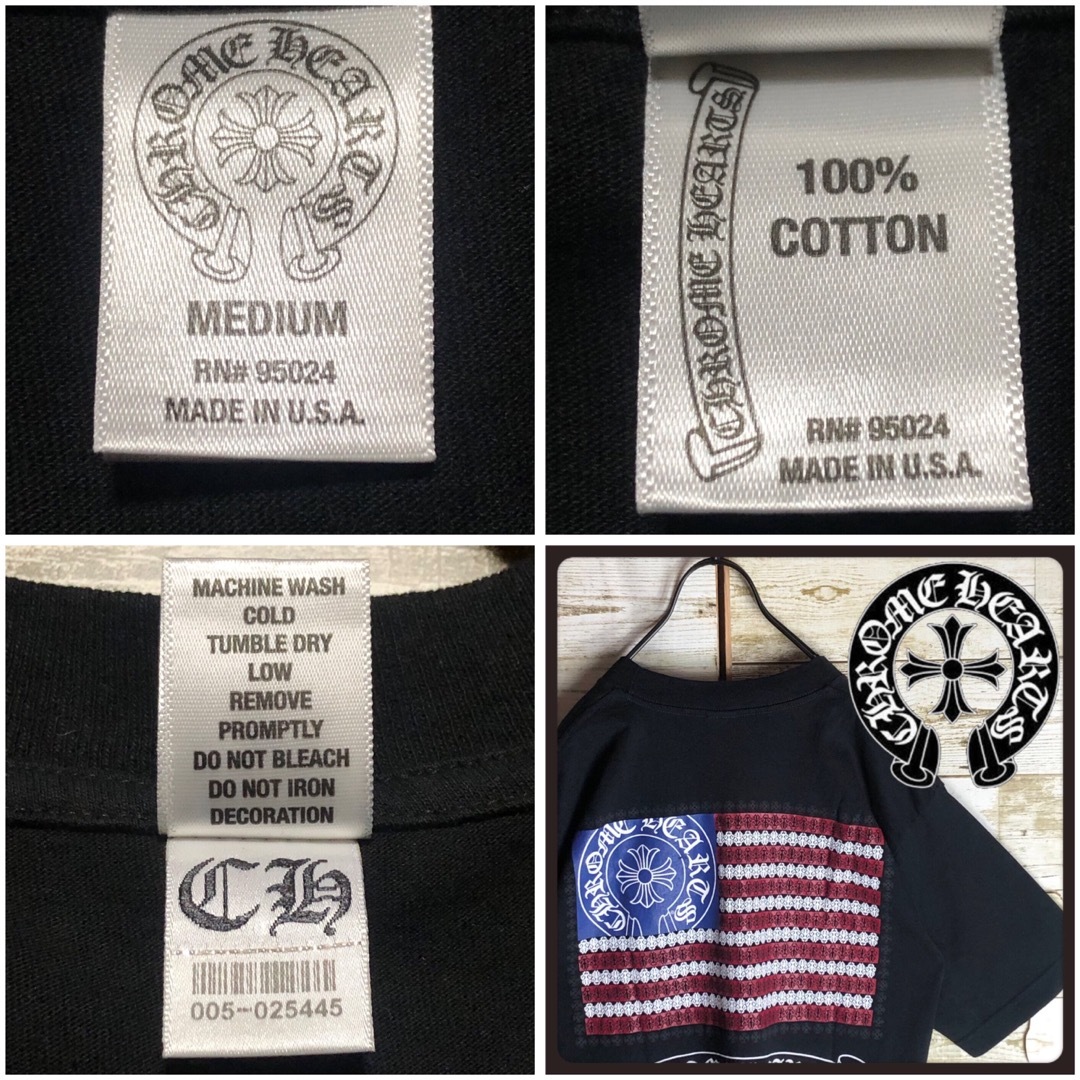 CHROME HEARTS
MEDIUM
RN# 95024
MADE IN U.S.A.
CHROME HEARTS
100%
COTTON
RN# 95024
MADE IN U.S.A.
MACHINE WASH
COLD
TUMBLE DRY
LOW
REMOVE
PROMPTLY
DO NOT BLEACH
DO NOT IRON
DECORATION
CH
005 025445
CHROME HEARTS
CHROME HEARTS